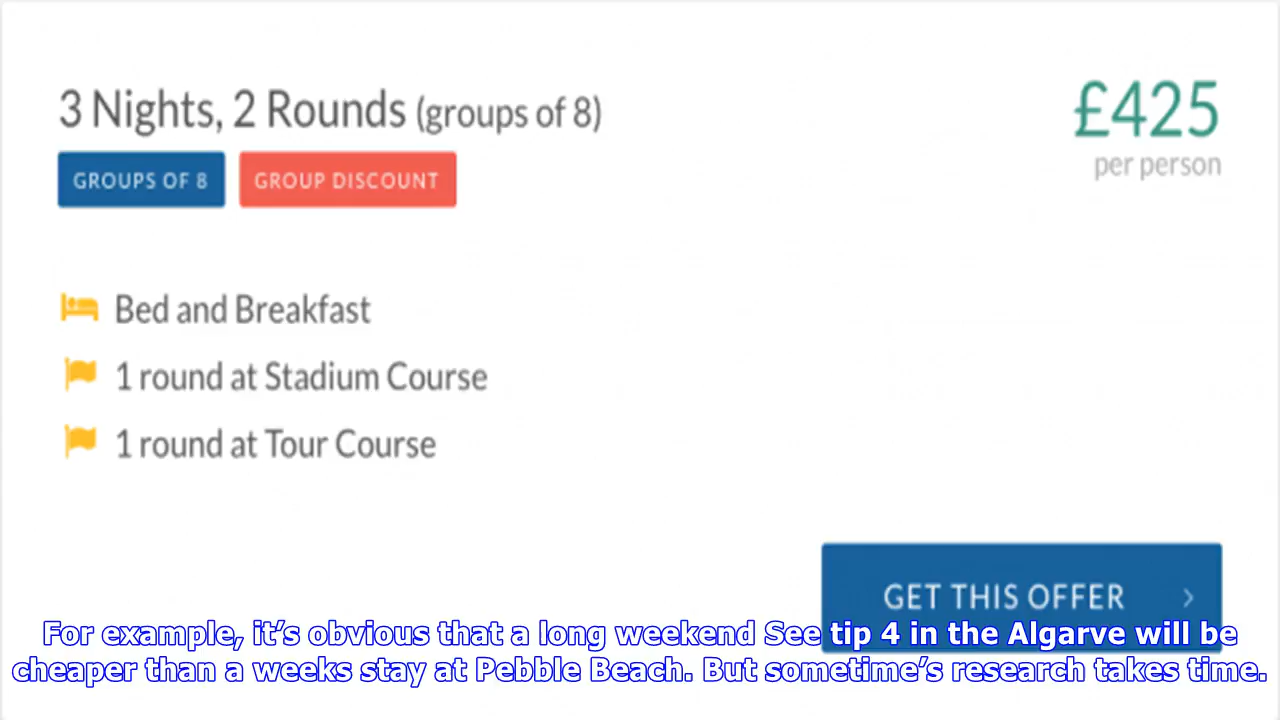 3 Nights, 2 Rounds (groups of 8)
£425
per person
GROUPS OF 8
GROUP DISCOUNT
Bed and Breakfast
1 round at Stadium Course
1 round at Tour Course
GET THIS OFFER
For example, it’s obvious that a long weekend See tip 4 in the Algarve will be
cheaper than a weeks stay at Pebble Beach. But sometime’s research takes time.